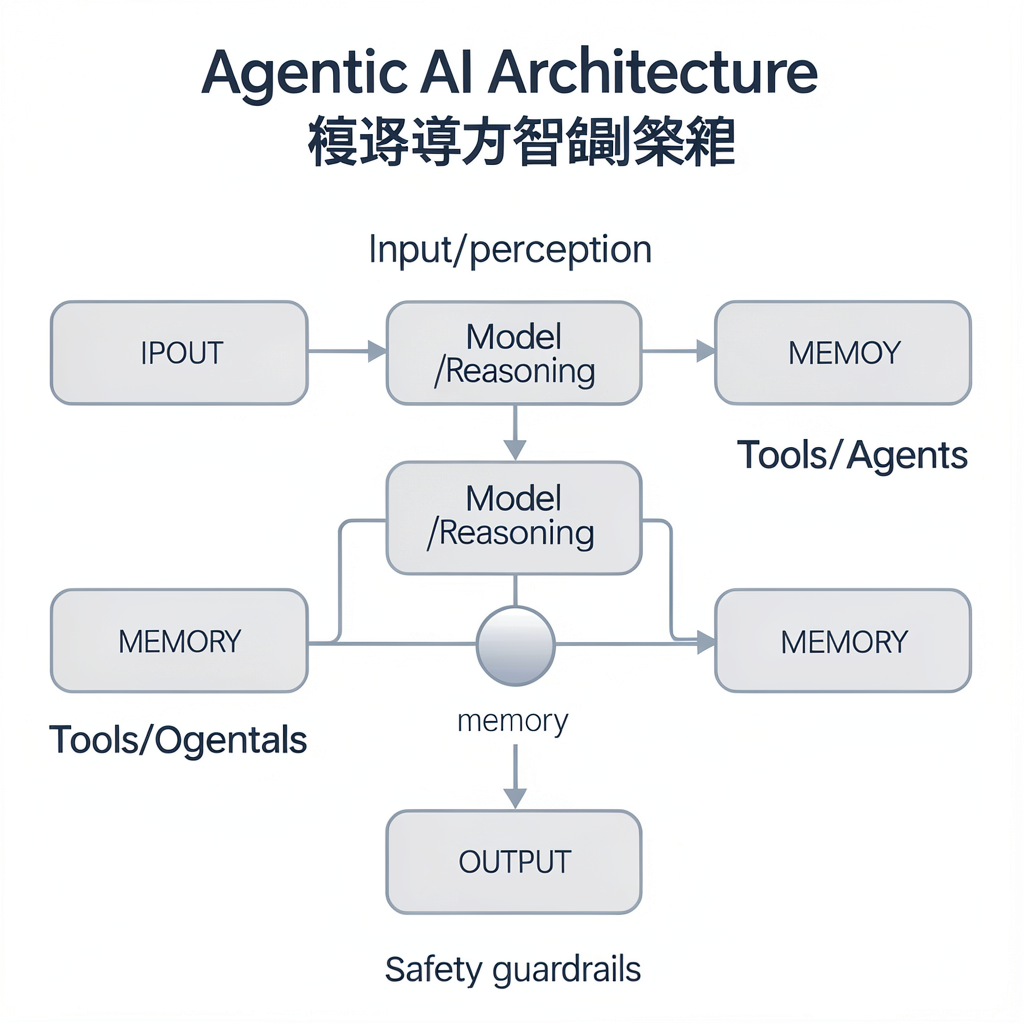 Agentic AI Architecture
Input/perception
IPOUT
Model
/Reasoning
MEMOY
Tools/Agents
Model
/Reasoning
MEMORY
MEMORY
Tools/Ogentals
memory
OUTPUT
Safety guardrails